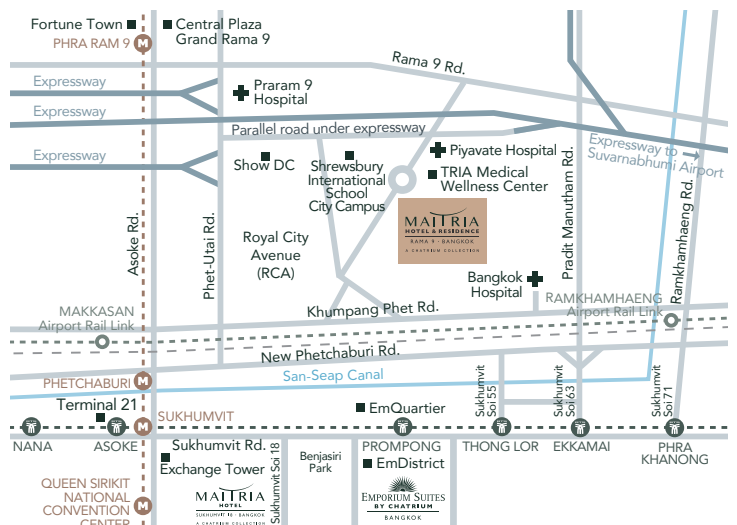 Fortune Town
Central Plaza
Grand Rama 9
PHRA RAM 9
M
Rama 9 Rd.
Expressway
Praram 9
Hospital
Expressway
Parallel road under expressway
Expressway to
Suvarnabhumi Airport
Expressway
Show DC
Shrewsbury
International
School
City Campus
Piyavate Hospital
TRIA Medical
Wellness Center
Asoke Rd.
Phet-Utai Rd.
Royal City
Avenue
(RCA)
MAITRIA
HOTEL & RESIDENCE
RAMA 9 - BANGKOK
A CHATRIUM COLLECTION
Pradit Manutham Rd.
Ramkhamhaeng Rd.
Bangkok
Hospital
MAKKASAN
Airport Rail Link
Khumpang Phet Rd.
RAMKHAMHAENG
Airport Rail Link
New Phetchaburi Rd.
San-Seap Canal
PHETCHABURI
M
Terminal 21
SUKHUMVIT
M
EmQuartier
Sukhumvit
Soi 55
Sukhumvit
Soi 63
Sukhumvit
Soi 71
NANA
ASOKE
Sukhumvit Rd.
Exchange Tower
Sukhumvit Soi 18
Benjasiri
Park
PROMPONG
EmDistrict
THONG LOR
EKKAMAI
PHRA
KHANONG
QUEEN SIRIKIT
NATIONAL
CONVENTION
CENTER
M
MAITRIA
HOTEL
SUKHUMVIT 18 - BANGKOK
A CHATRIUM COLLECTION
EMPORIUM SUITES
BY CHATRIUM
BANGKOK